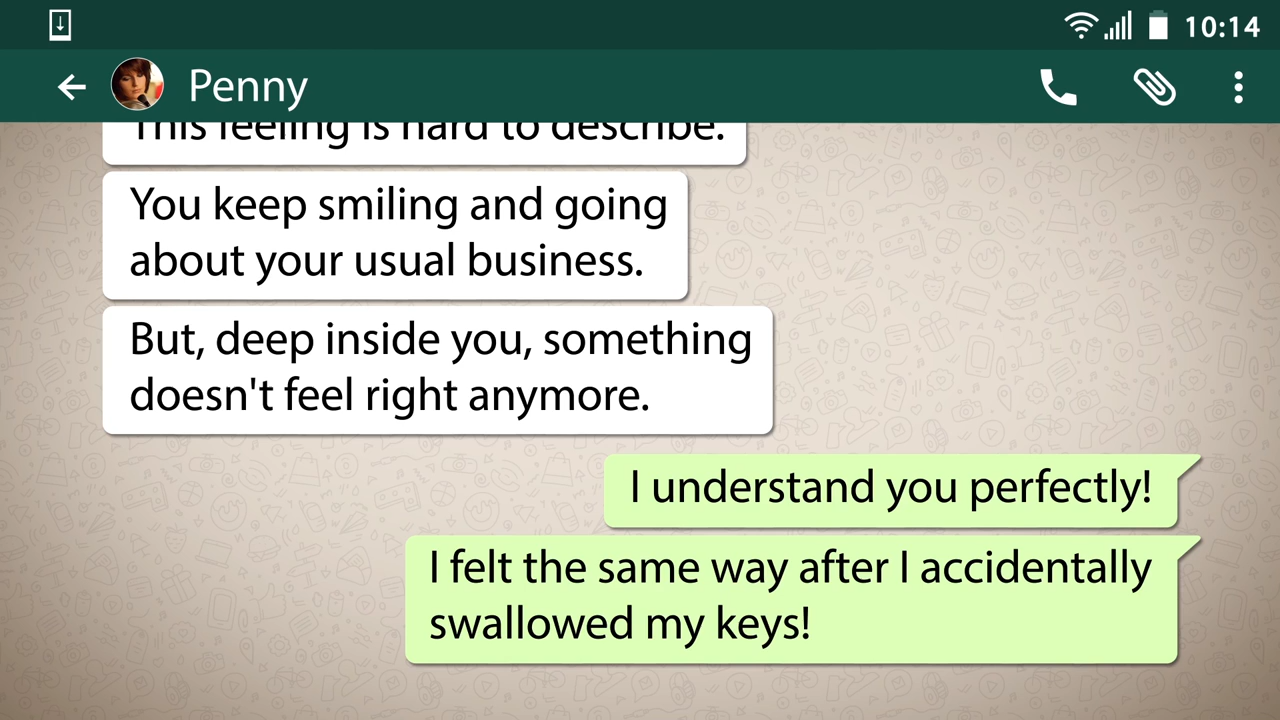 10:14
Penny
This feeling is hard to describe.
You keep smiling and going
about your usual business.
But, deep inside you, something
doesn't feel right anymore.
I understand you perfectly!
I felt the same way after I accidentally
swallowed my keys!